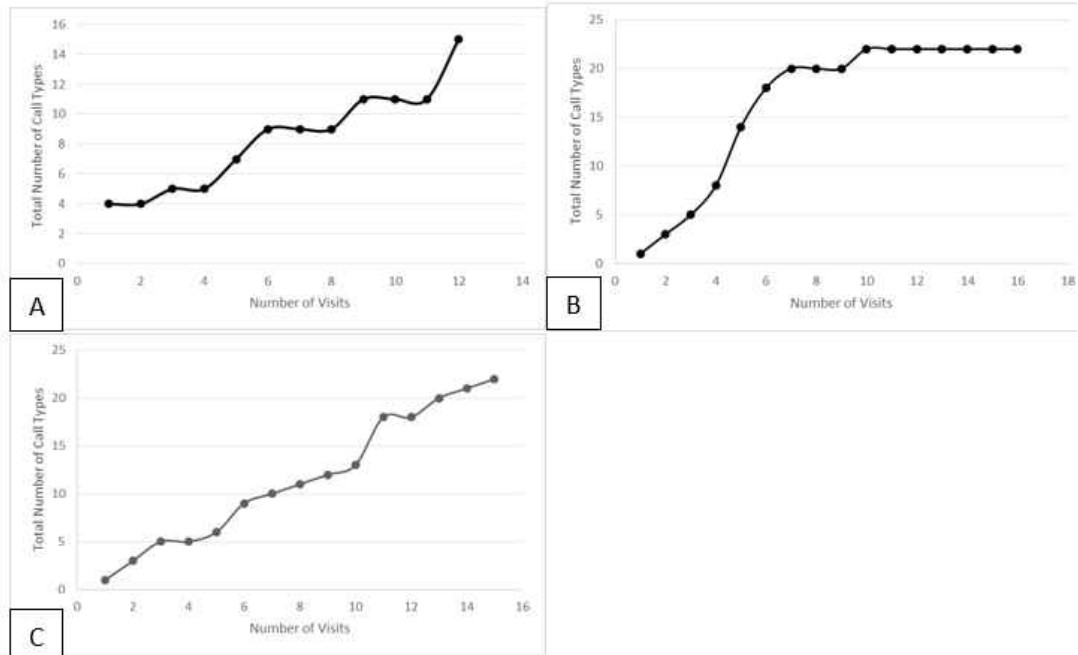 16
14
12
10
8
6
4
2
0
Total Number of Call Types
0 2 4 6 8 10 12 14
Number of Visits
A
25
20
15
10
5
0
Total Number of Call Types
0 2 4 6 8 10 12 14 16 18
Number of Visits
B
25
20
15
10
5
0
Total Number of Call Types
0 2 4 6 8 10 12 14 16
Number of Visits
C